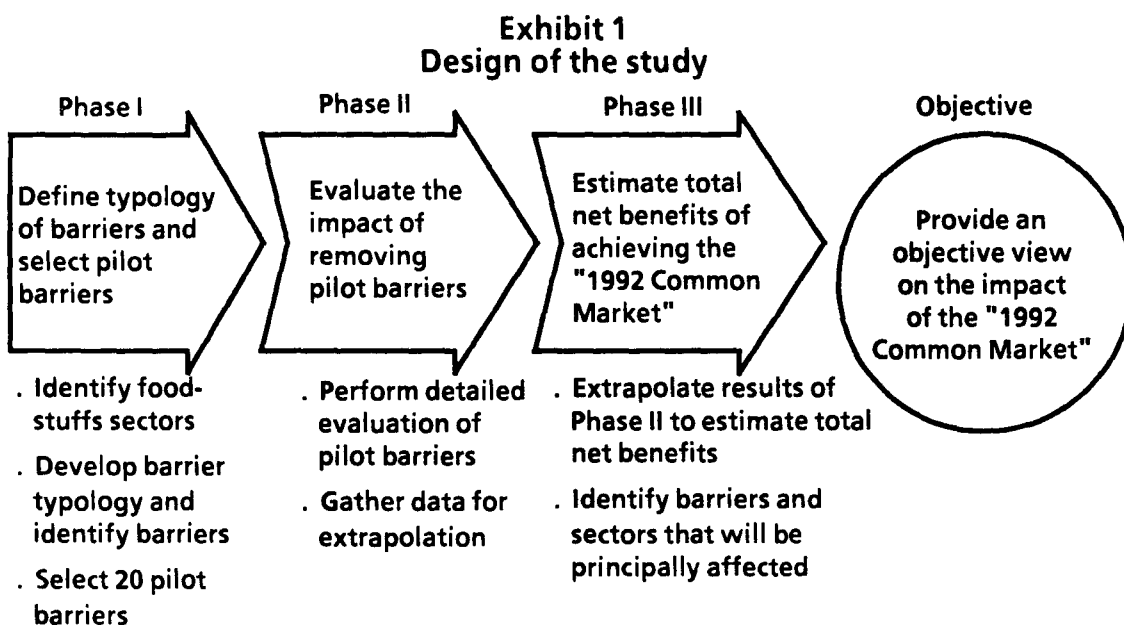 Exhibit 1
Design of the study
Phase I
Define typology
of barriers and
select pilot
barriers
. Identify food-
stuffs sectors
. Develop barrier
typology and
identify barriers
. Select 20 pilot
barriers
Phase II
Evaluate the
impact of
removing
pilot barriers
. Perform detailed
evaluation of
pilot barriers
. Gather data for
extrapolation
Phase III
Estimate total
net benefits of
achieving the
"1992 Common
Market"
. Extrapolate results of
Phase II to estimate total
net benefits
. Identify barriers and
sectors that will be
principally affected
Objective
Provide an
objective view
on the impact
of the "1992
Common Market"